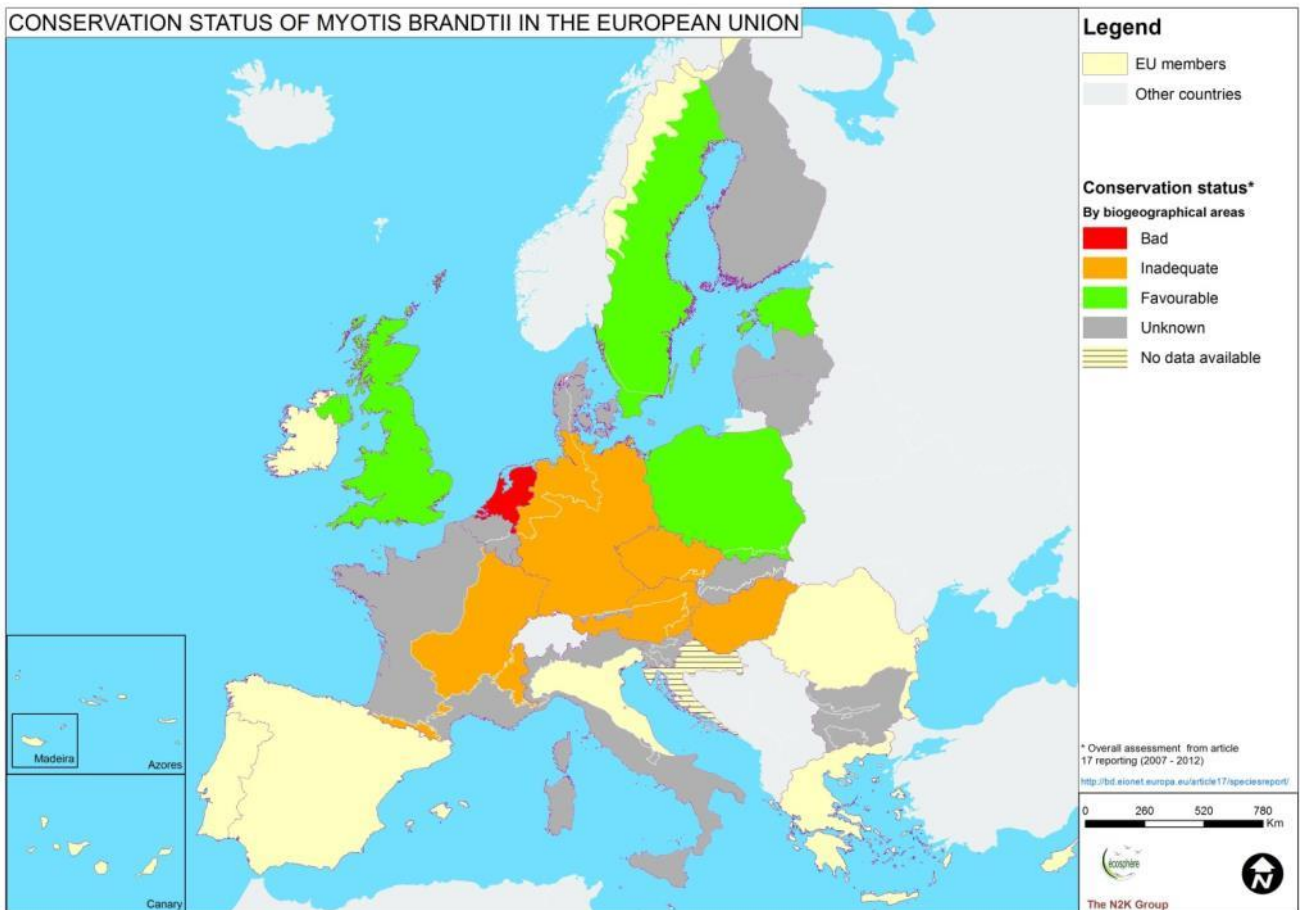 CONSERVATION STATUS OF MYOTIS BRANDTII IN THE EUROPEAN UNION
Legend
EU members
Other countries
Conservation status*
By biogeographical areas
Bad
Inadequate
Favourable
Unknown
No data available
Madeira
Azores
Canary
* Overall assessment from article
17 reporting (2007 - 2012)
http://bd.eionet.europa.eu/article17/speciesreport/
0 260 520 780
Km
écosphère
N
The N2K Group